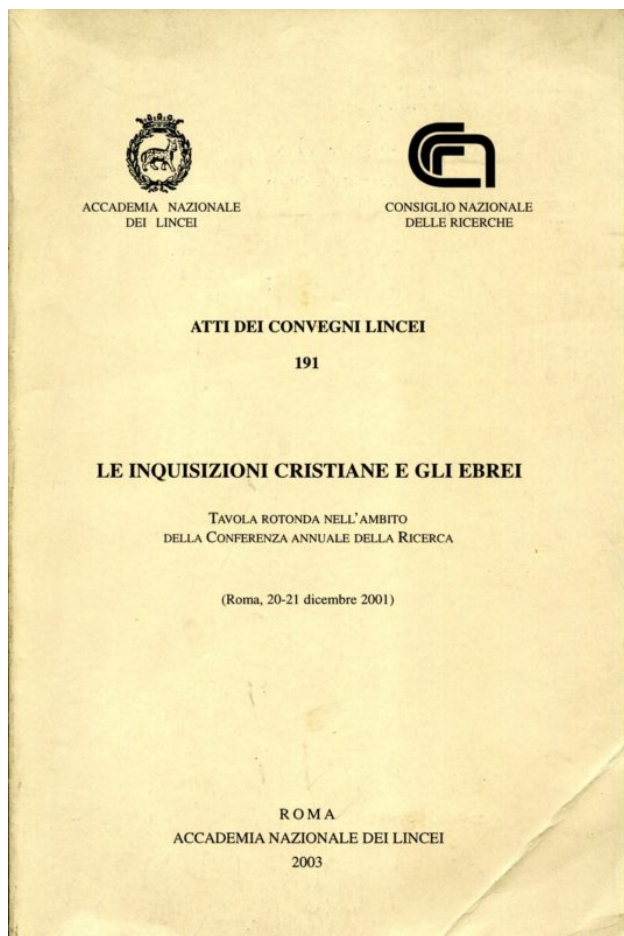 ACCADEMIA NAZIONALE
DEI LINCEI
CONSIGLIO NAZIONALE
DELLE RICERCHE
ATTI DEI CONVEGNI LINCEI
191
LE INQUISIZIONI CRISTIANE E GLI EBREI
TAVOLA ROTONDA NELL'AMBITO
DELLA CONFERENZA ANNUALE DELLA RICERCA
(Roma, 20-21 dicembre 2001)
ROMA
ACCADEMIA NAZIONALE DEI LINCEI
2003